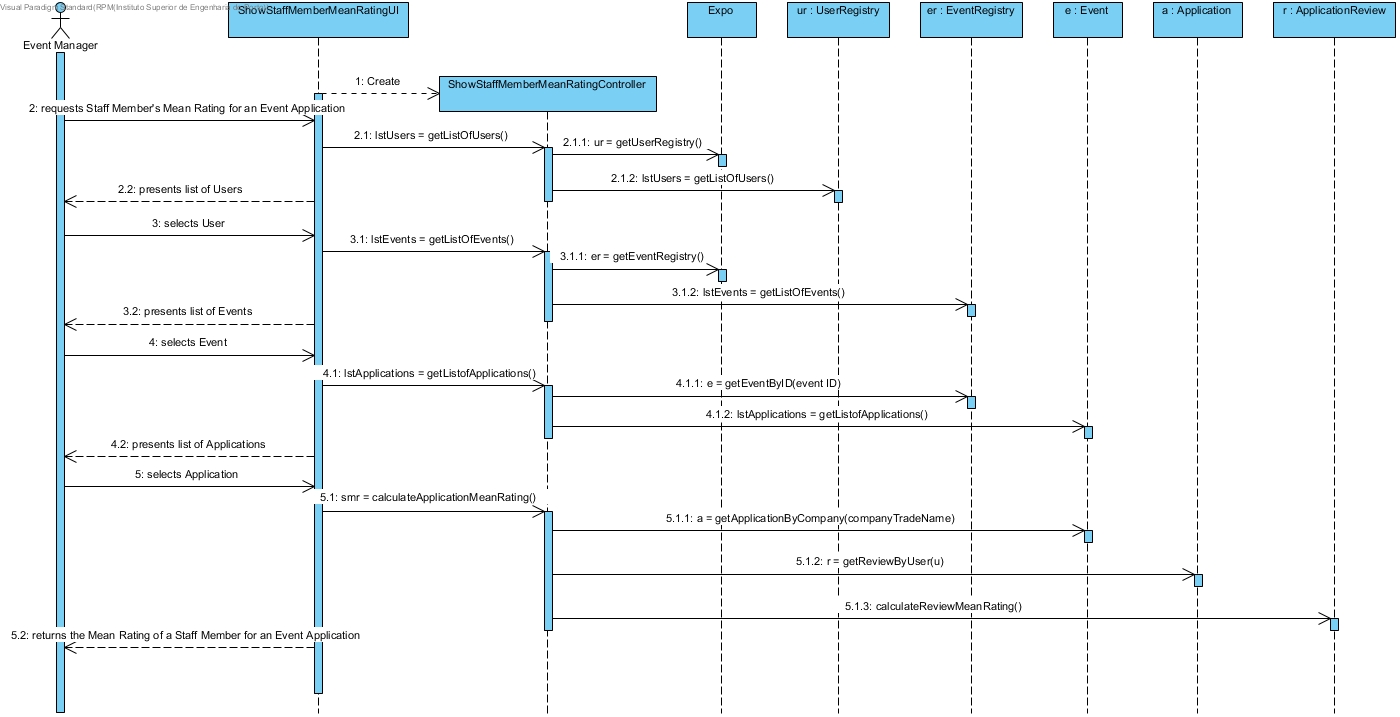 Visual Paradigm Standard(RPM(Instituto Superior de Engenharia do
ShowStaffMemberMeanRatingUI
Expo
ur : UserRegistry
er : EventRegistry
e : Event
a : Application
r : ApplicationReview
Event Manager
1: Create
ShowStaffMemberMeanRatingController
2: requests Staff Member's Mean Rating for an Event Application
2.1: lstUsers = getListOfUsers()
2.1.1: ur = getUserRegistry()
2.1.2: lstUsers = getListOfUsers()
2.2: presents list of Users
3: selects User
3.1: lstEvents = getListOfEvents()
3.1.1: er = getEventRegistry()
3.1.2: lstEvents = getListOfEvents()
3.2: presents list of Events
4: selects Event
4.1: lstApplications = getListofApplications()
4.1.1: e = getEventByID(event ID)
4.1.2: lstApplications = getListofApplications()
4.2: presents list of Applications
5: selects Application
5.1: smr = calculateApplicationMeanRating()
5.1.1: a = getApplicationByCompany(companyTradeName)
5.1.2: r = getReviewByUser(u)
5.1.3: calculateReviewMeanRating()
5.2: returns the Mean Rating of a Staff Member for an Event Application